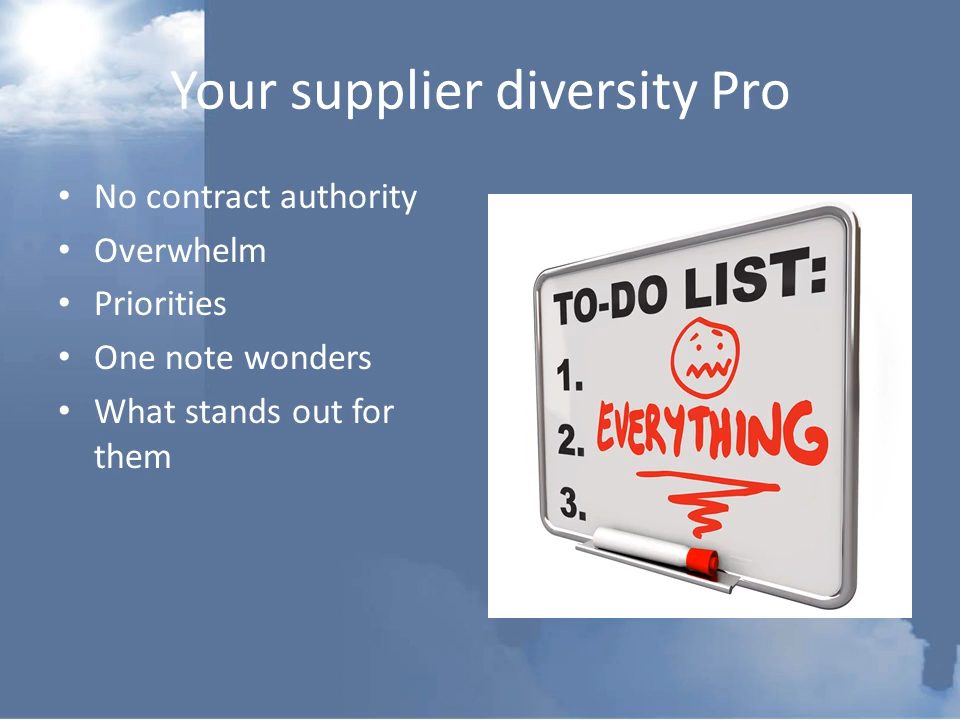 Your supplier diversity Pro
• No contract authority
• Overwhelm
• Priorities
• One note wonders
• What stands out for
them
TO-DO LIST:
1.
2. EVERYTHING
3.